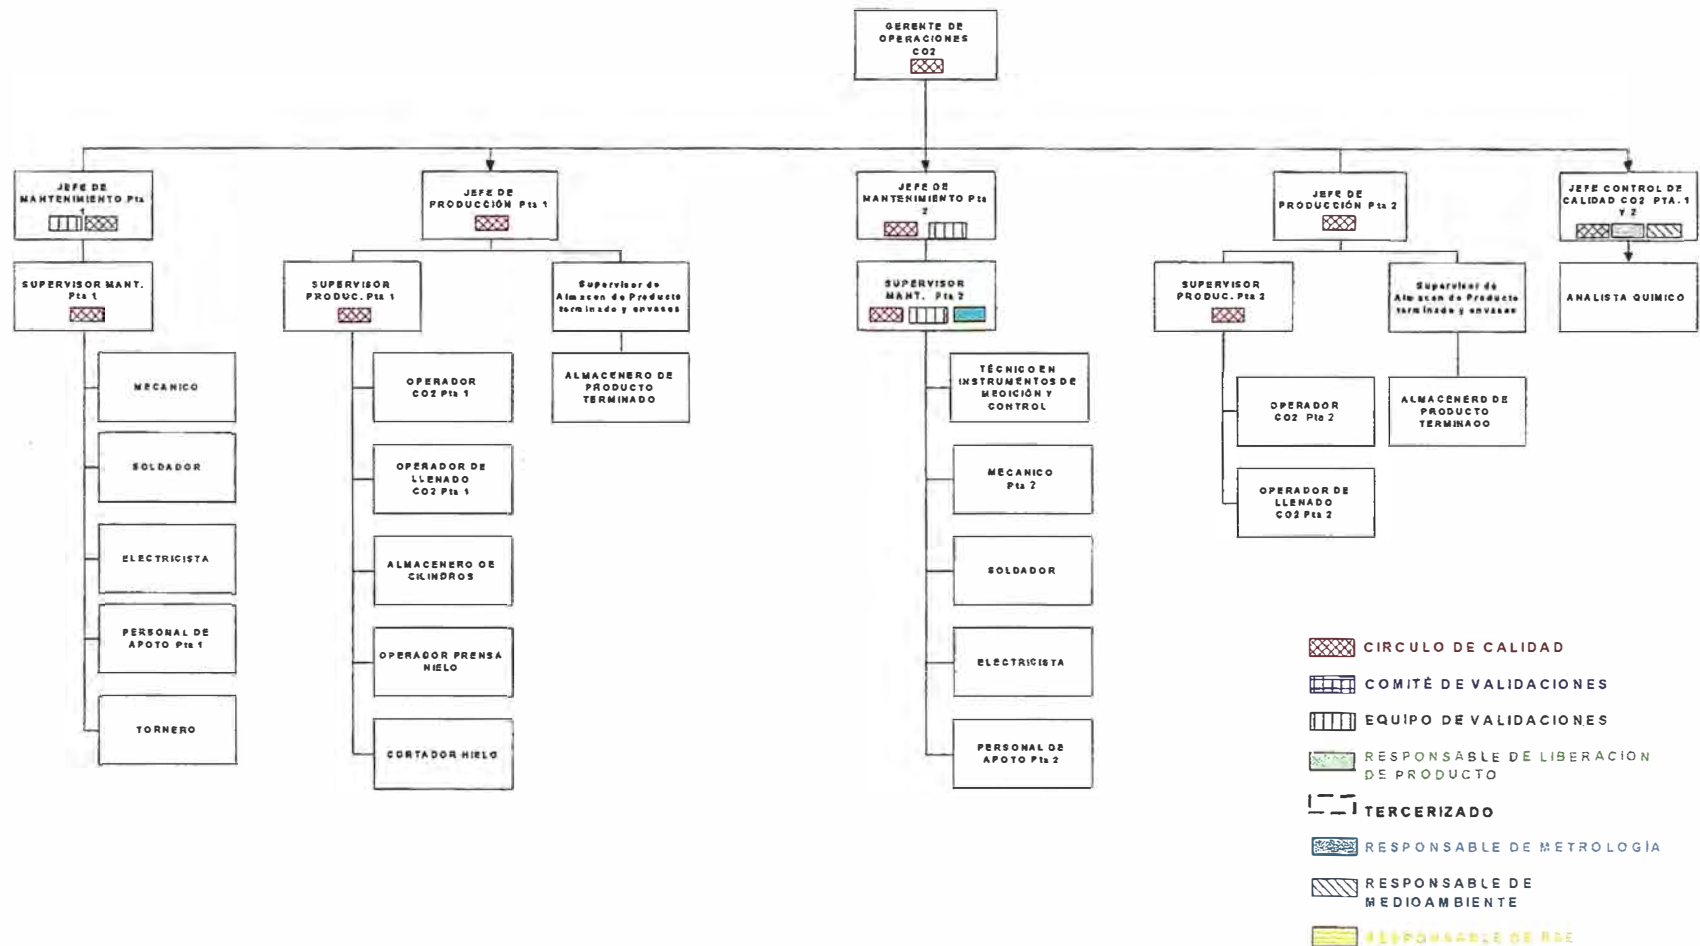 GERENTE DE
OPERACIONES
CO2
JEFE DE
MANTENIMIENTO Pta
1
JEFE DE
PRODUCCIÓN Pta 1
JEFE DE
MANTENIMIENTO Pta
2
JEFE DE
PRODUCCIÓN Pta 2
JEFE CONTROL DE
CALIDAD CO2 PTA. 1
Y 2
SUPERVISOR MANT.
Pta 1
SUPERVISOR
PRODUC. Pta 1
Supervisor de
Almacen de Producto
terminado y envases
SUPERVISOR
MANT. Pta 2
SUPERVISOR
PRODUC. Pta 2
Supervisor de
Almacen de Producto
terminado y envases
ANALISTA QUIMICO
MECANICO
SOLDADOR
ELECTRICISTA
PERSONAL DE
APOTO Pta 1
TORNERO
OPERADOR
CO2 Pta 1
OPERADOR DE
LLENADO
CO2 Pta 1
ALMACENERO DE
CILINDROS
OPERADOR PRENSA
HIELO
CORTADOR HIELO
ALMACENERO DE
PRODUCTO
TERMINADO
TÉCNICO EN
INSTRUMENTOS DE
MEDICIÓN Y
CONTROL
MECANICO
Pta 2
SOLDADOR
ELECTRICISTA
PERSONAL DE
APOTO Pta 2
OPERADOR
CO2 Pta 2
OPERADOR DE
LLENADO
CO2 Pta 2
ALMACENERO DE
PRODUCTO
TERMINADO
CIRCULO DE CALIDAD
COMITÉ DE VALIDACIONES
EQUIPO DE VALIDACIONES
RESPONSABLE DE LIBERACION
DE PRODUCTO
TERCERIZADO
RESPONSABLE DE METROLOGÍA
RESPONSABLE DE
MEDIOAMBIENTE
RESPONSABLE DE